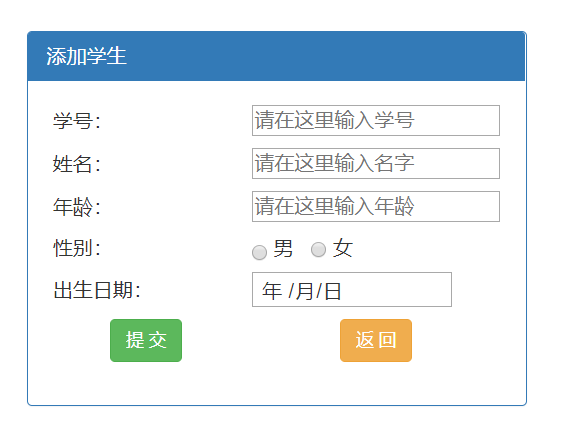 添加学生
学号： 请在这里输入学号
姓名： 请在这里输入名字
年龄： 请在这里输入年龄
性别： 男 女
出生日期： 年 /月/日
提交 返回